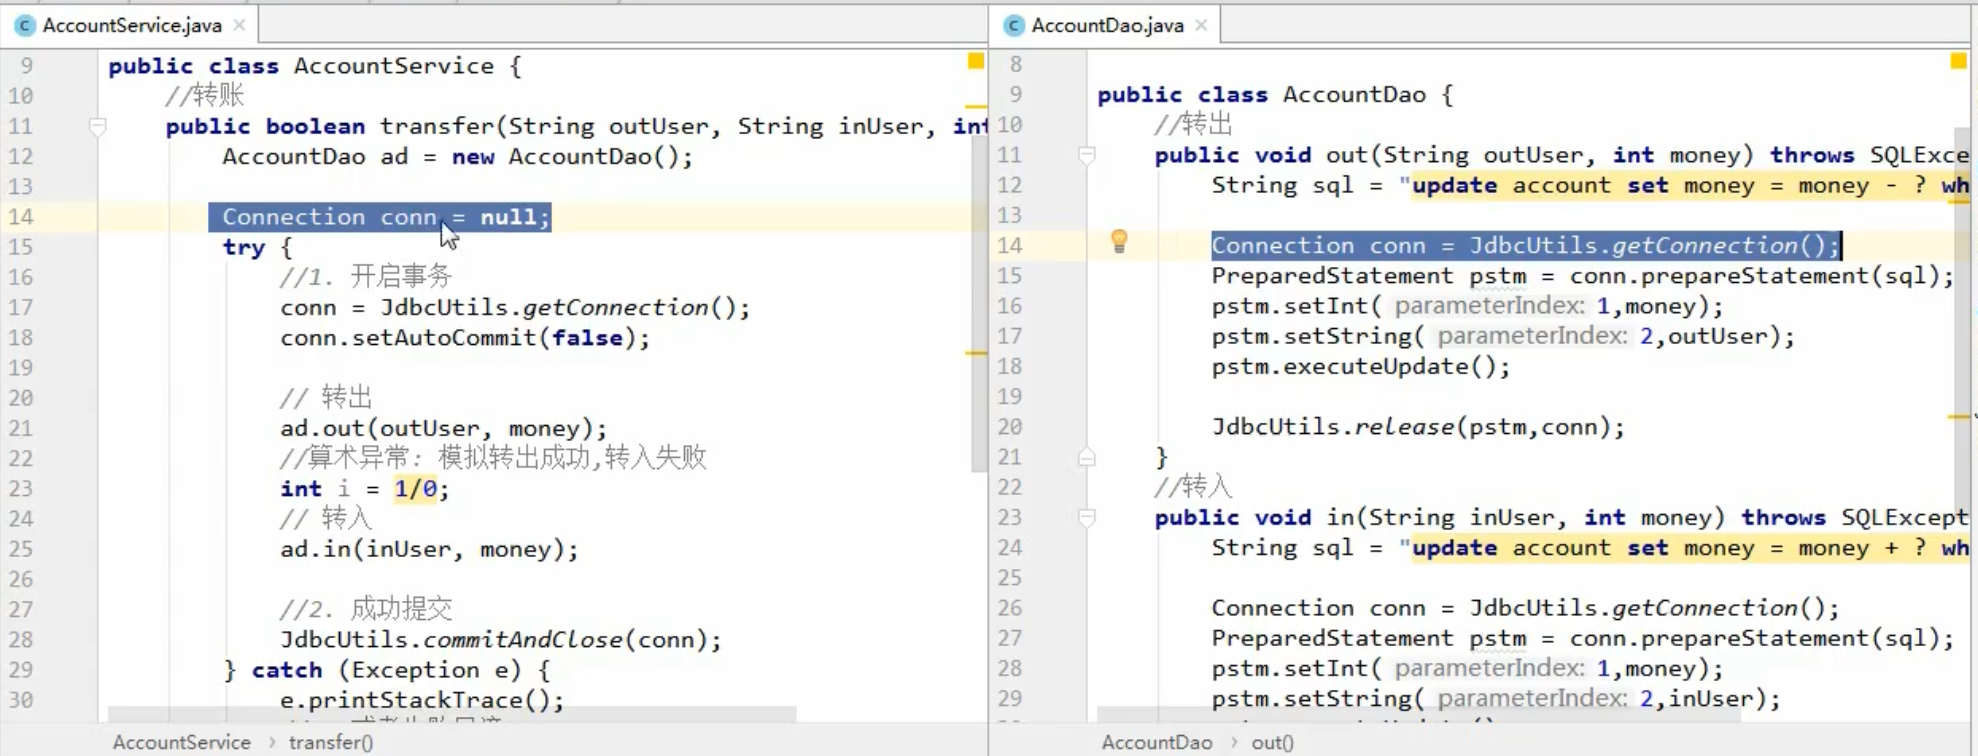 AccountService.java
9 public class AccountService {
10 //转账
11 public boolean transfer(String outUser, String inUser, int
12 AccountDao ad = new AccountDao();
13
14 Connection conn = null;
15 try {
16 //1. 开启事务
17 conn = JdbcUtils.getConnection();
18 conn.setAutoCommit(false);
19
20 // 转出
21 ad.out(outUser, money);
22 //算术异常: 模拟转出成功,转入失败
23 int i = 1/0;
24 // 转入
25 ad.in(inUser, money);
26
27 //2. 成功提交
28 JdbcUtils.commitAndClose(conn);
29 } catch (Exception e) {
30 e.printStackTrace();
AccountService › transfer()
AccountDao.java
8
9 public class AccountDao {
10 //转出
11 public void out(String outUser, int money) throws SQLExce
12 String sql = "update account set money = money - ? wh
13
14 Connection conn = JdbcUtils.getConnection();
15 PreparedStatement pstm = conn.prepareStatement(sql);
16 pstm.setInt( parameterIndex: 1,money);
17 pstm.setString( parameterIndex: 2,outUser);
18 pstm.executeUpdate();
19
20 JdbcUtils.release(pstm,conn);
21 }
22 //转入
23 public void in(String inUser, int money) throws SQLExcept
24 String sql = "update account set money = money + ? wh
25
26 Connection conn = JdbcUtils.getConnection();
27 PreparedStatement pstm = conn.prepareStatement(sql);
28 pstm.setInt( parameterIndex: 1,money);
29 pstm.setString( parameterIndex: 2,inUser);
AccountDao › out()